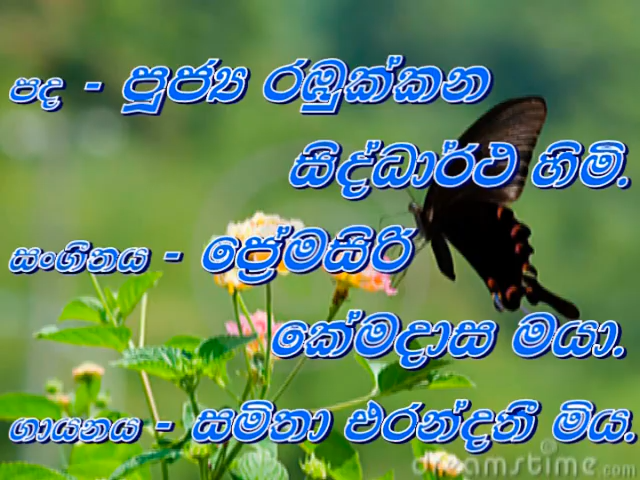 පද - පූජ්‍ය රඹුක්කන
සිද්ධාර්ථ හිමි.
සංගීතය - ප්‍රේමසිරි
කේමදාස මයා.
ගායනය - සමිතා එරන්දතී මිය.
dreamstime.com